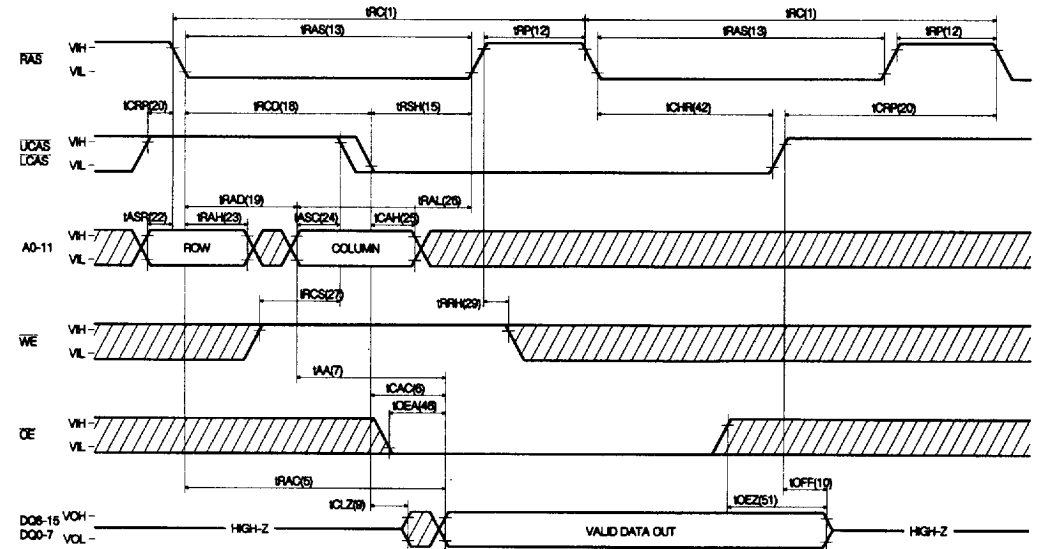 tRC(1) tRC(1)
tRAS(13) tRP(12) tRAS(13) tRP(12)
RAS VIH
VIL
tCRP(20) tRCD(18) tRSH(15) tCHR(42) tCRP(20)
UCAS VIH
LCAS VIL
tRAD(19) tRAL(26)
tASR(22) tRAH(23) tASC(24) tCAH(25)
A0-11 VIH ROW COLUMN
VIL
tRCS(27) tRRH(29)
WE VIH
VIL
tAA(7)
tCAC(6)
tOEA(46)
OE VIH
VIL
tRAC(5) tOFF(10)
tCLZ(9) tOEZ(51)
DQ8-15 VOH HIGH-Z VALID DATA OUT HIGH-Z
DQ0-7 VOL